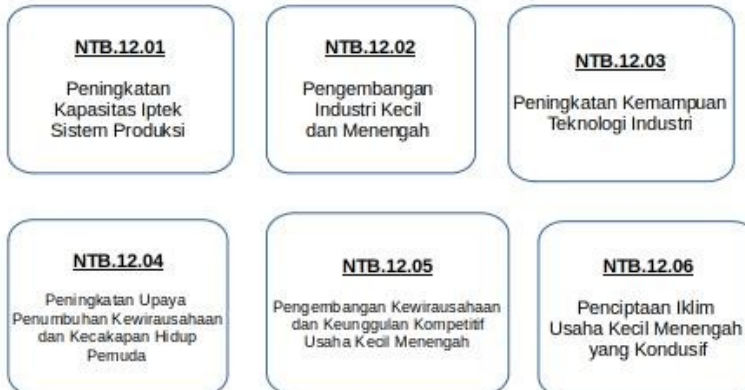 NTB.12.01
Peningkatan
Kapasitas Iptek
Sistem Produksi
NTB.12.02
Pengembangan
Industri Kecil
dan Menengah
NTB.12.03
Peningkatan Kemampuan
Teknologi Industri
NTB.12.04
Peningkatan Upaya
Penumbuhan Kewirausahaan
dan Kecakapan Hidup
Pemuda
NTB.12.05
Pengembangan Kewirausahaan
dan Keunggulan Kompetitif
Usaha Kecil Menengah
NTB.12.06
Penciptaan Iklim
Usaha Kecil Menengah
yang Kondusif